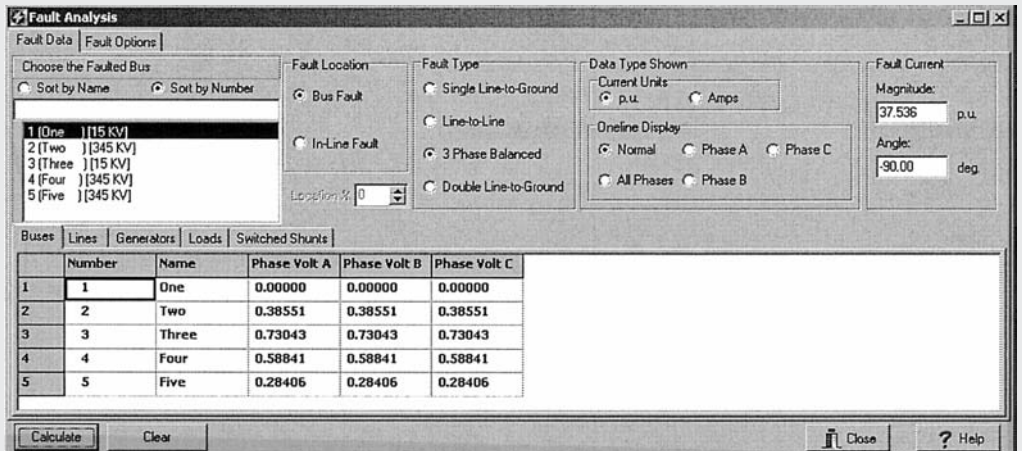 Fault Analysis
Fault Data Fault Options
Choose the Faulted Bus
Sort by Name Sort by Number
1 (One ) [15 KV]
2 (Two ) [345 KV]
3 (Three ) [15 KV]
4 (Four ) [345 KV]
5 (Five ) [345 KV]
Fault Location
Bus Fault
In-Line Fault
Location % 0
Fault Type
Single Line-to-Ground
Line-to-Line
3 Phase Balanced
Double Line-to-Ground
Data Type Shown
Current Units
p.u. Amps
Oneline Display
Normal Phase A Phase C
All Phases Phase B
Fault Current
Magnitude:
37.536 p.u.
Angle:
-90.00 deg.
Buses Lines Generators Loads Switched Shunts
Number Name Phase Volt A Phase Volt B Phase Volt C
1 1 One 0.00000 0.00000 0.00000
2 2 Two 0.38551 0.38551 0.38551
3 3 Three 0.73043 0.73043 0.73043
4 4 Four 0.58841 0.58841 0.58841
5 5 Five 0.28406 0.28406 0.28406
Calculate Clear Close ? Help